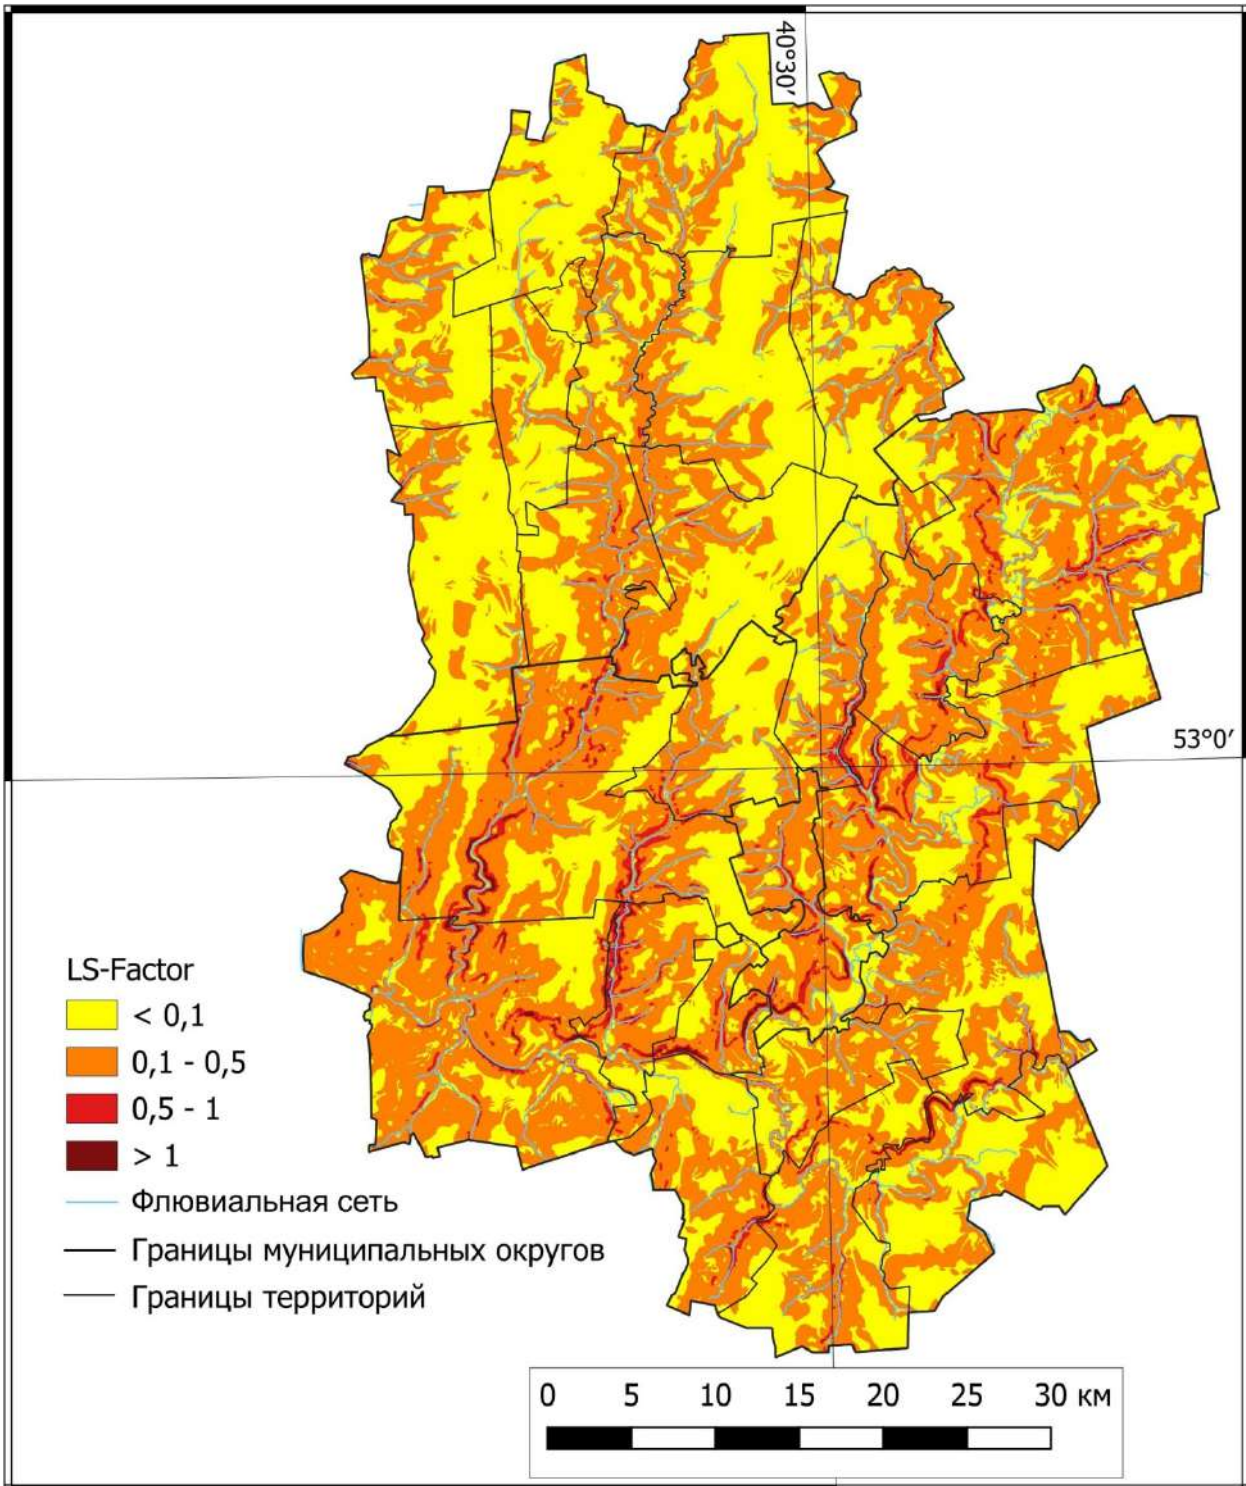 40°30′
53°0′
LS-Factor
< 0,1
0,1 - 0,5
0,5 - 1
> 1
Флювиальная сеть
Границы муниципальных округов
Границы территорий
0 5 10 15 20 25 30 км